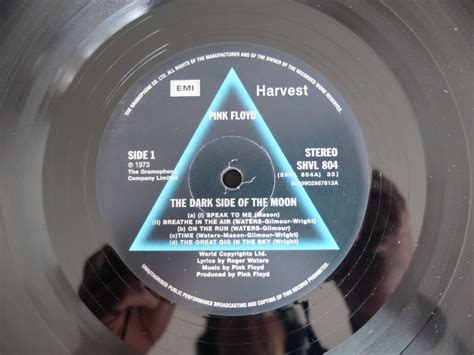 THE GRAMOPHONE CO. LTD. ALL RIGHTS OF THE MANUFACTURER AND OF THE OWNER OF THE RECORDED WORK RESERVED
EMI
Harvest
PINK FLOYD
SIDE 1
STEREO
℗ 1973
SHVL 804
The Gramophone
(SHVL 804A) 33⅓
Company Limited
THE DARK SIDE OF THE MOON
(a) (i) SPEAK TO ME (Mason)
(ii) BREATHE IN THE AIR (WATERS-Gilmour-Wright)
(b) ON THE RUN (WATERS-Gilmour)
(c)TIME (Waters-Mason-Gilmour-Wright)
(d) THE GREAT GIG IN THE SKY (Wright)
World Copyrights Ltd.
Lyrics by Roger Waters
Music by Pink Floyd
Produced by Pink Floyd
UNAUTHORISED PUBLIC PERFORMANCE BROADCASTING AND COPYING OF THIS RECORD PROHIBITED.